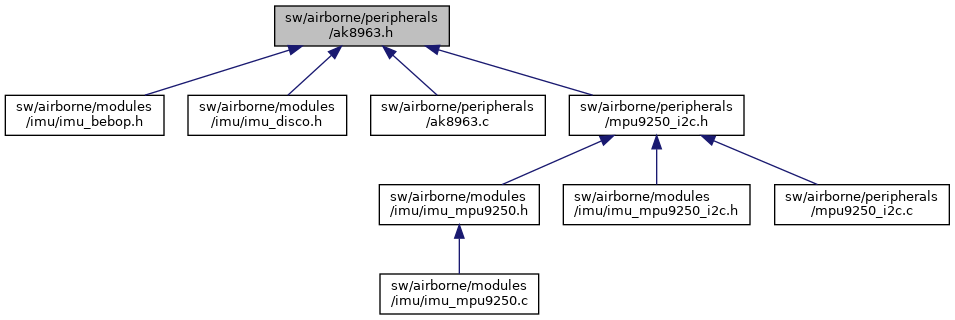 sw/airborne/peripherals
/ak8963.h
sw/airborne/modules
/imu/imu_bebop.h
sw/airborne/modules
/imu/imu_disco.h
sw/airborne/peripherals
/ak8963.c
sw/airborne/peripherals
/mpu9250_i2c.h
sw/airborne/modules
/imu/imu_mpu9250.h
sw/airborne/modules
/imu/imu_mpu9250_i2c.h
sw/airborne/peripherals
/mpu9250_i2c.c
sw/airborne/modules
/imu/imu_mpu9250.c